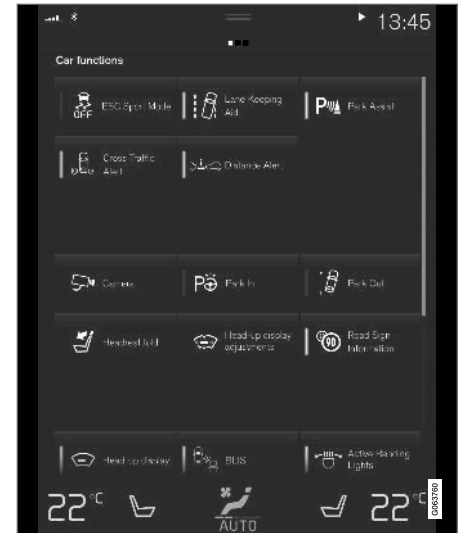 13:45
Car functions
OFF
ESC Sport Mode
Lane Keeping
Aid
P
Park Assist
Cross Traffic
Alert
Distance Alert
Camera
P
Park In
Park Out
Headrest fold
Head-up display
adjustments
90
Road Sign
Information
Head-up display
BLIS
Active Bending
Lights
22°C
AUTO
22°C
G063760